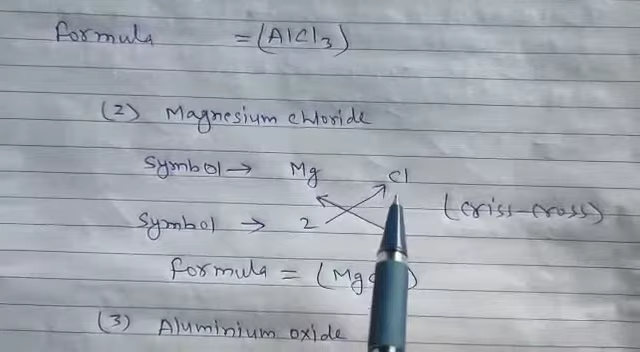 Formula = (AlCl3)
(2) Magnesium chloride
Symbol → Mg Cl
Symbol → 2 (criss-cross)
formula = (Mg )
(3) Aluminium oxide